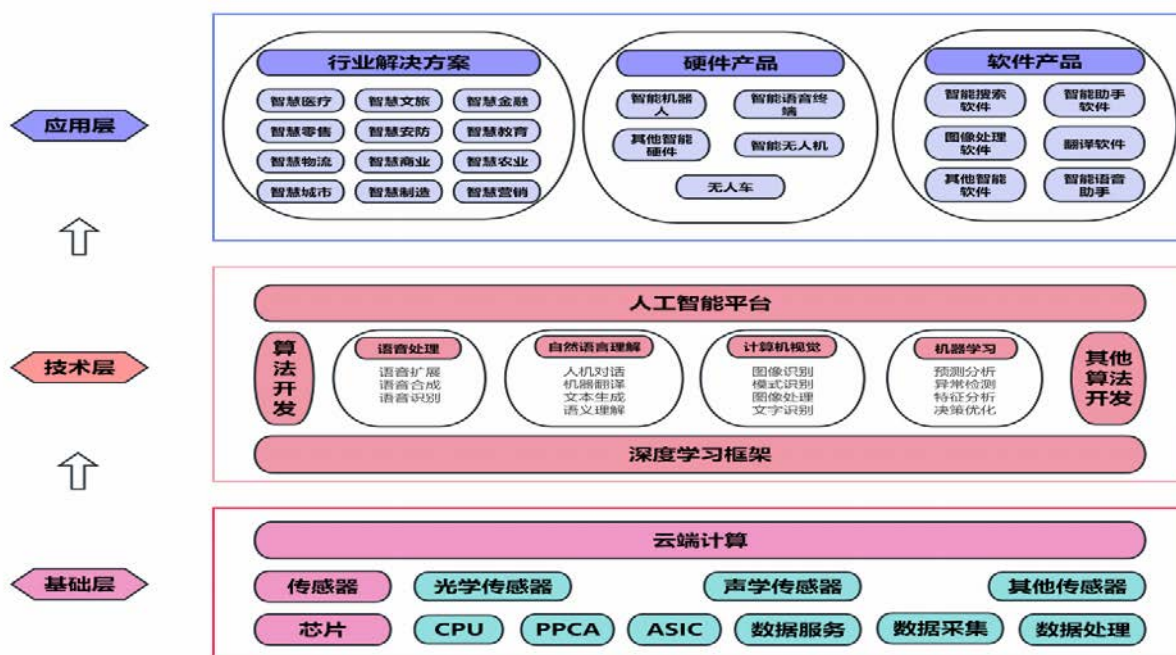 行业解决方案
智慧医疗 智慧文旅 智慧金融
智慧零售 智慧安防 智慧教育
智慧物流 智慧商业 智慧农业
智慧城市 智慧制造 智慧营销
硬件产品
智能机器
人
智能语音终
端
其他智能
硬件
智能无人机
无人车
软件产品
智能搜索
软件
智能助手
软件
图像处理
软件
翻译软件
其他智能
软件
智能语音
助手
应用层
人工智能平台
技术层
算
法
开
发
语音处理
语音扩展
语音合成
语音识别
自然语言理解
人机对话
机器翻译
文本生成
语义理解
计算机视觉
图像识别
模式识别
图像处理
文字识别
机器学习
预测分析
异常检测
特征分析
决策优化
其他
算法
开发
深度学习框架
基础层
云端计算
传感器 光学传感器 声学传感器 其他传感器
芯片 CPU PPCA ASIC 数据服务 数据采集 数据处理